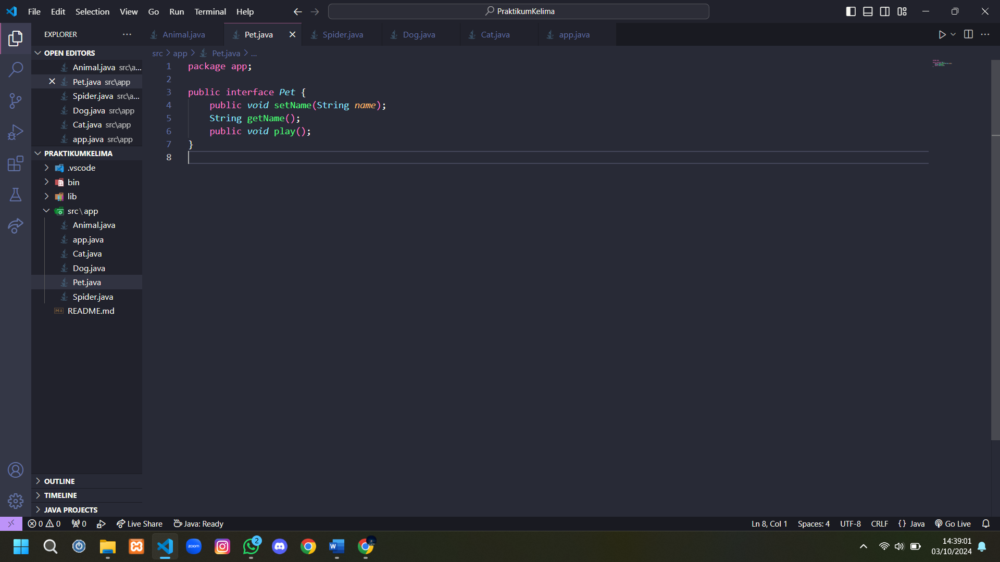 File Edit Selection View Go Run Terminal Help
PraktikumKelima
EXPLORER
Animal.java
Pet.java
Spider.java
Dog.java
Cat.java
app.java
src > app > Pet.java > ...
OPEN EDITORS
Animal.java src\a...
Pet.java src\app
Spider.java src\a...
Dog.java src\app
Cat.java src\app
app.java src\app
PRAKTIKUMKELIMA
.vscode
bin
lib
src\app
Animal.java
app.java
Cat.java
Dog.java
Pet.java
Spider.java
README.md
OUTLINE
TIMELINE
JAVA PROJECTS
1 package app;
2
3 public interface Pet {
4 public void setName(String name);
5 String getName();
6 public void play();
7 }
8
0 0 0 Live Share Java: Ready
Ln 8, Col 1 Spaces: 4 UTF-8 CRLF {} Java Go Live
zoom
2
W
14:39:01
03/10/2024